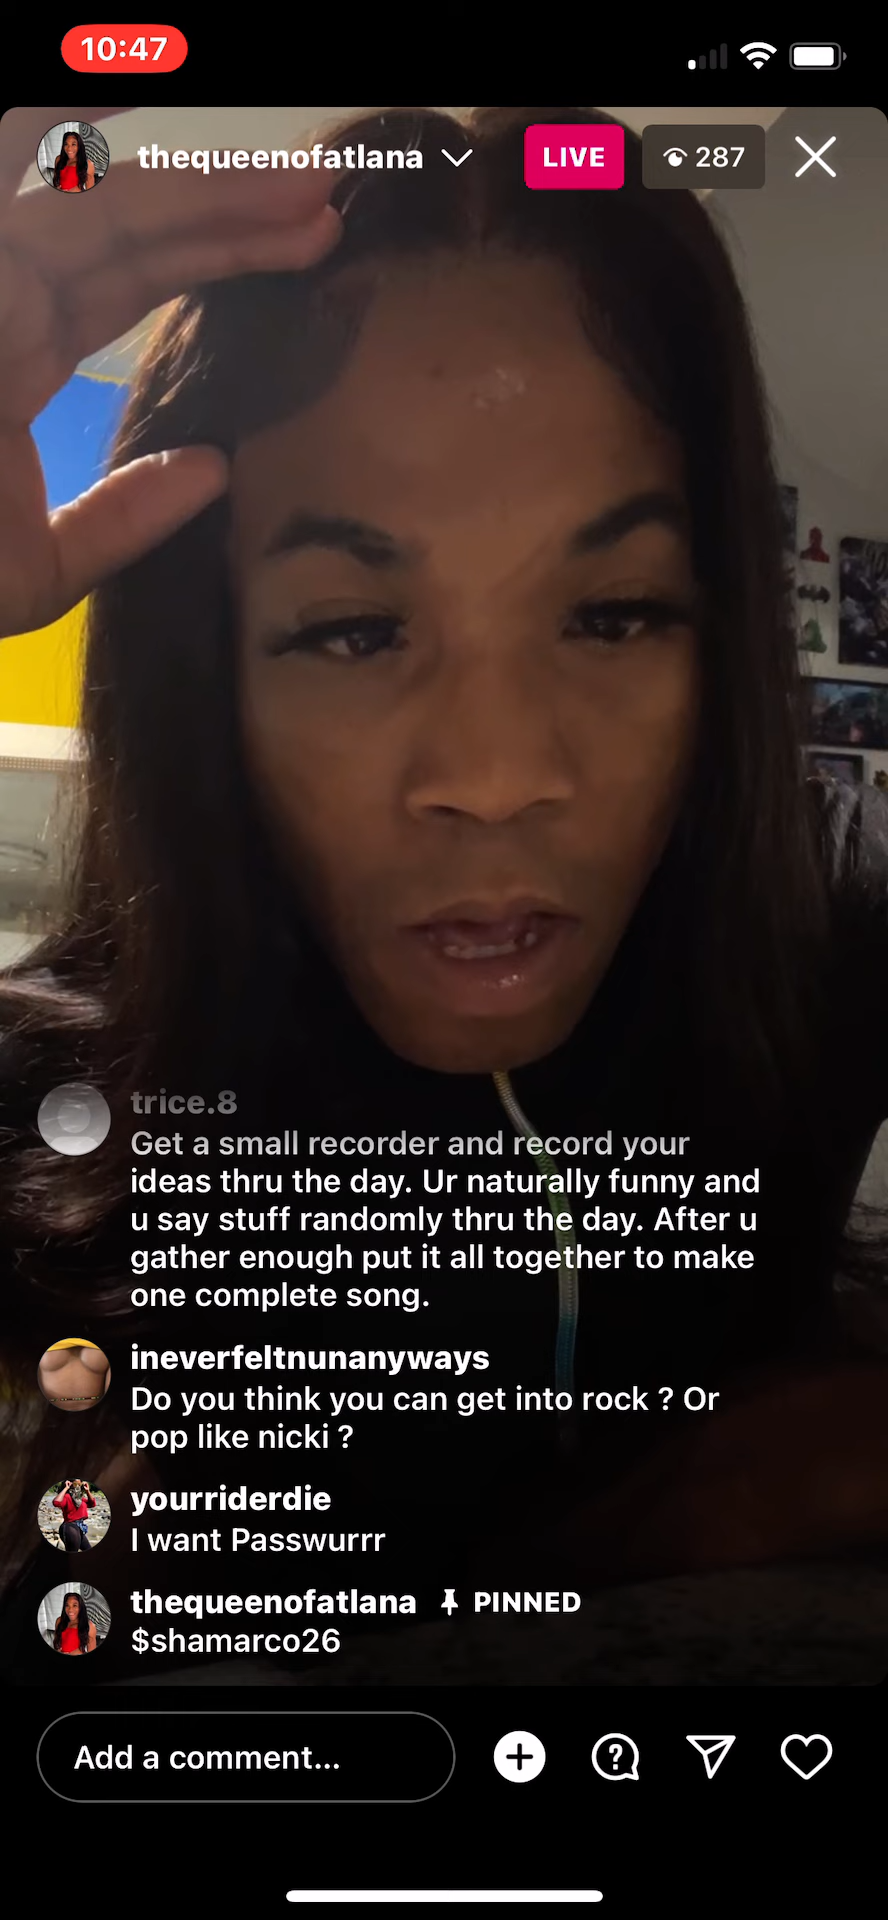 10:47
thequeenofatlana
LIVE
287
trice.8
Get a small recorder and record your
ideas thru the day. Ur naturally funny and
u say stuff randomly thru the day. After u
gather enough put it all together to make
one complete song.
ineverfeltnunanyways
Do you think you can get into rock ? Or
pop like nicki ?
yourriderdie
I want Passwurrr
thequeenofatlana PINNED
$shamarco26
Add a comment...